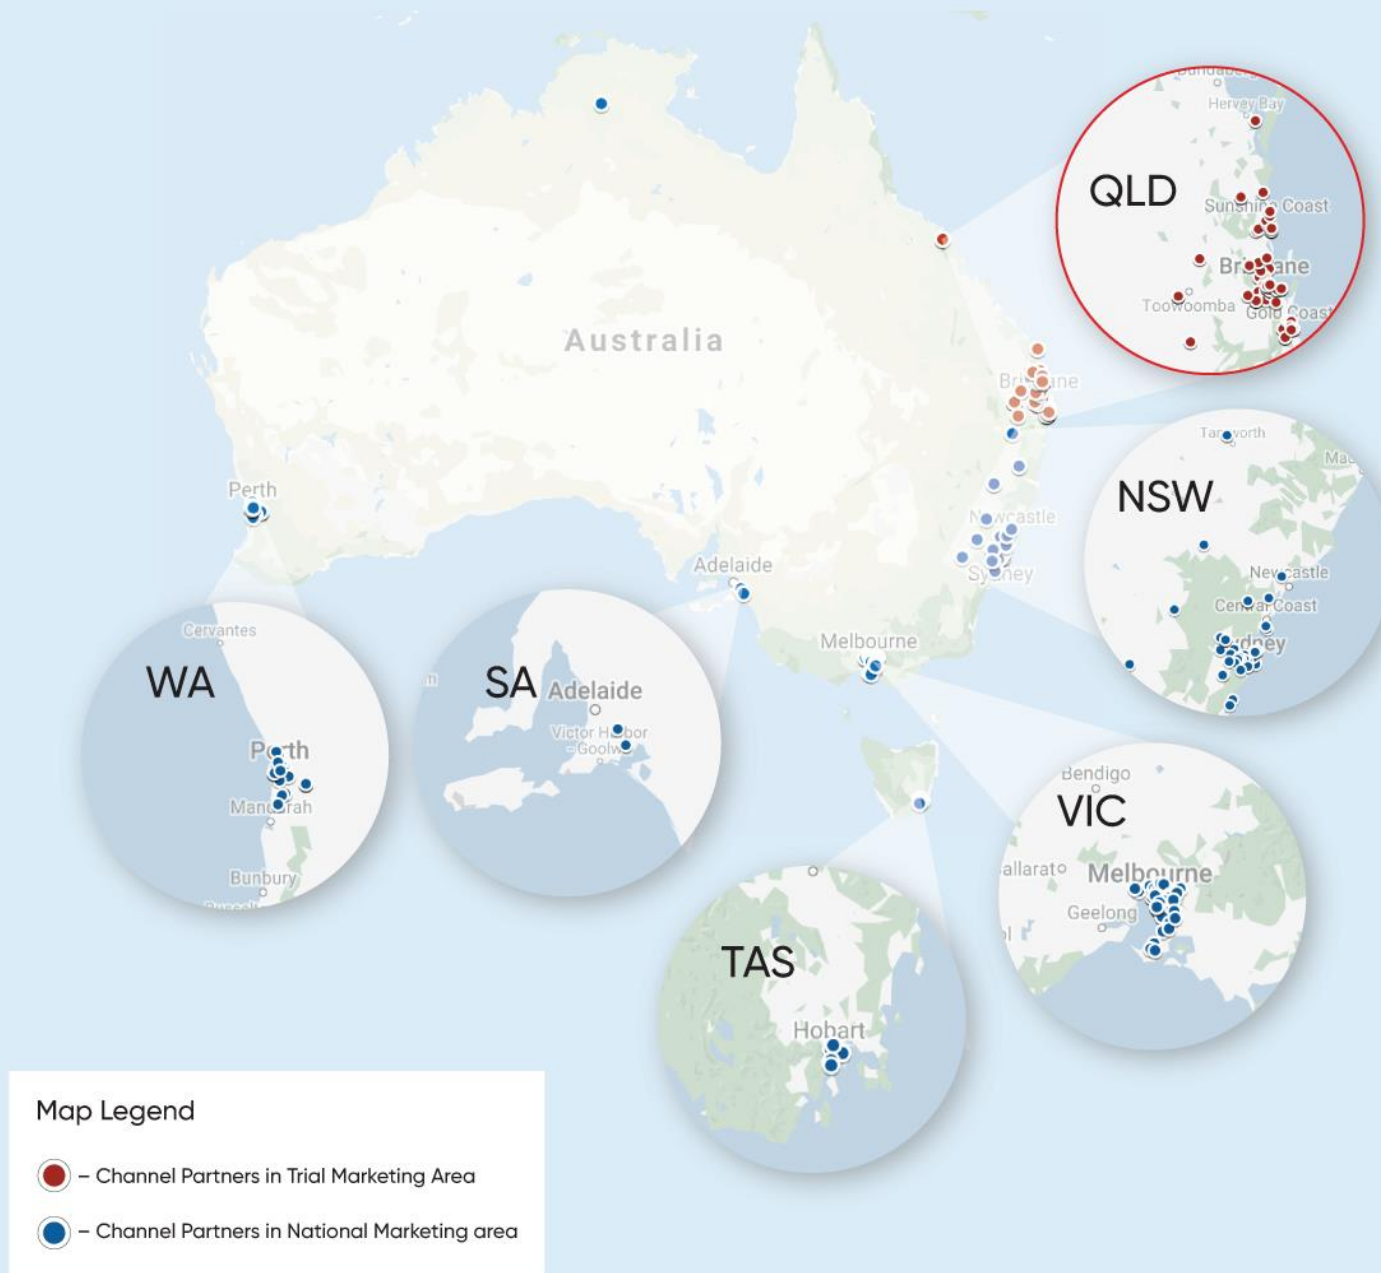 Bundaberg
Hervey Bay
QLD
Sunshine Coast
Brisbane
Toowoomba
Gold Coast
Australia
Brisbane
Tamworth
NSW
Perth
Newcastle
Newcastle
Adelaide
Sydney
Central Coast
Sydney
Cervantes
Melbourne
WA
SA
Adelaide
Victor Harbor
- Goolwa
Perth
Mandurah
Bendigo
VIC
allarat
Melbourne
Geelong
Bunbury
TAS
Hobart
Map Legend
– Channel Partners in Trial Marketing Area
– Channel Partners in National Marketing area